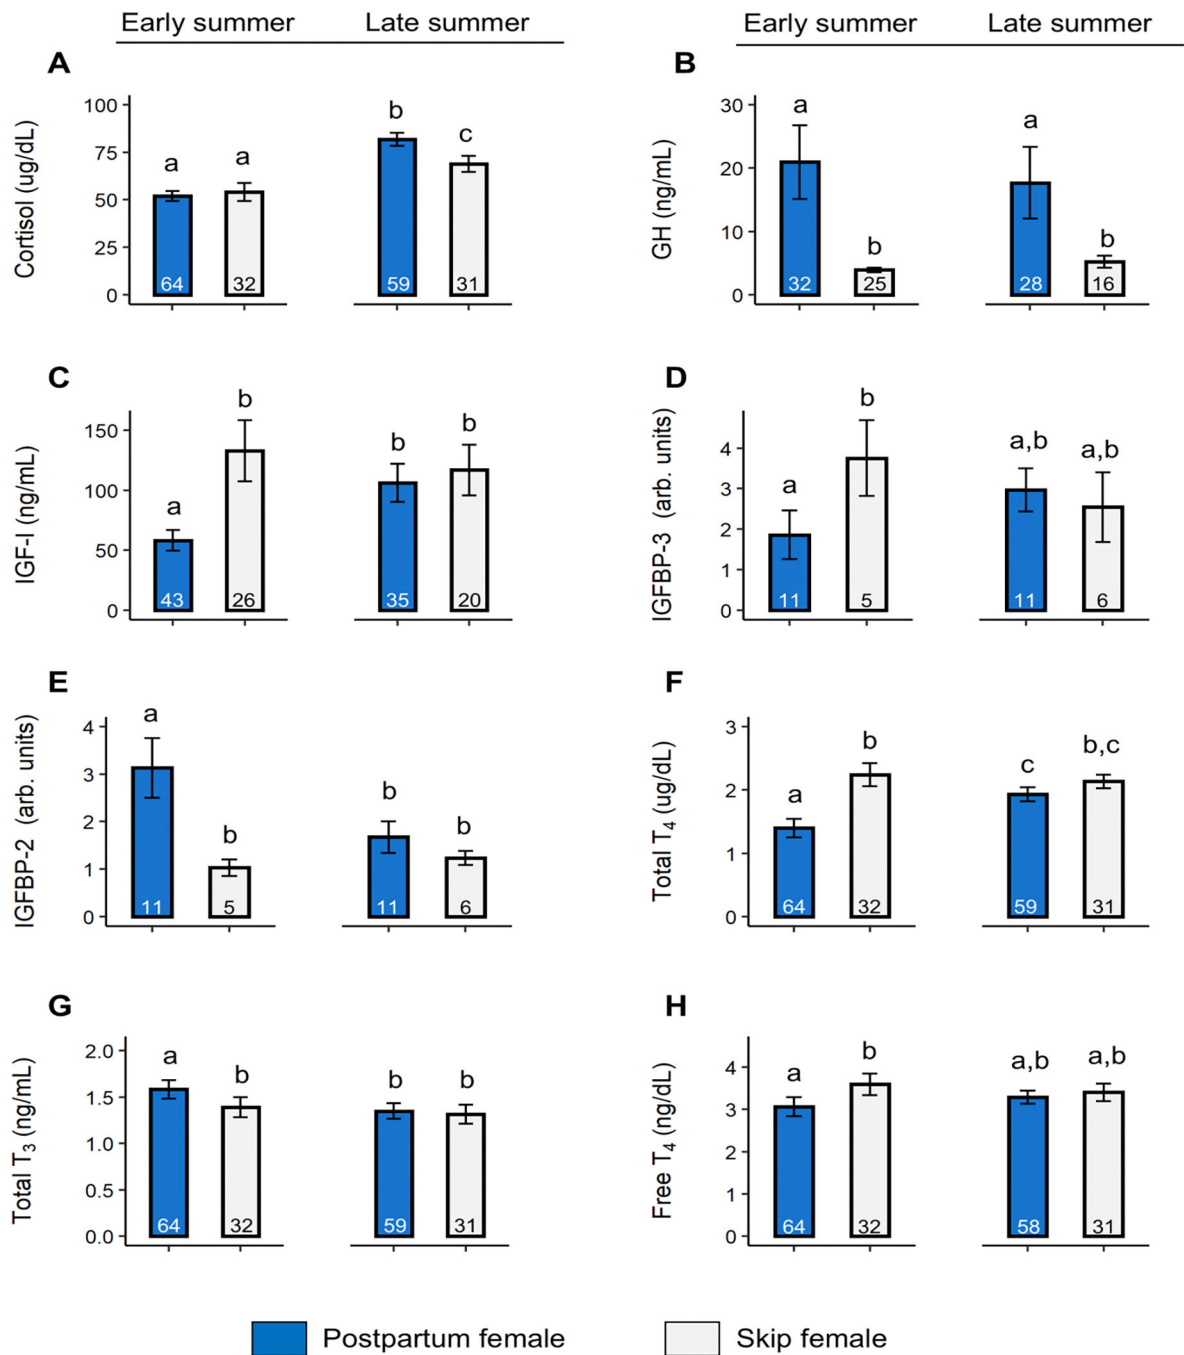 Early summer Late summer
Early summer Late summer
A
Cortisol (ug/dL)
100
75
50
25
0
a a b c
64 32 59 31
B
GH (ng/mL)
30
20
10
0
a b a b
32 25 28 16
C
IGF-I (ng/mL)
150
100
50
0
a b b b
43 26 35 20
D
IGFBP-3 (arb. units)
4
3
2
1
0
a b a,b a,b
11 5 11 6
E
IGFBP-2 (arb. units)
4
3
2
1
0
a b b b
11 5 11 6
F
Total T4 (ug/dL)
3
2
1
0
a b c b,c
64 32 59 31
G
Total T3 (ng/mL)
2.0
1.5
1.0
0.5
0.0
a b b b
64 32 59 31
H
Free T4 (ng/dL)
4
3
2
1
0
a b a,b a,b
64 32 58 31
Postpartum female Skip female